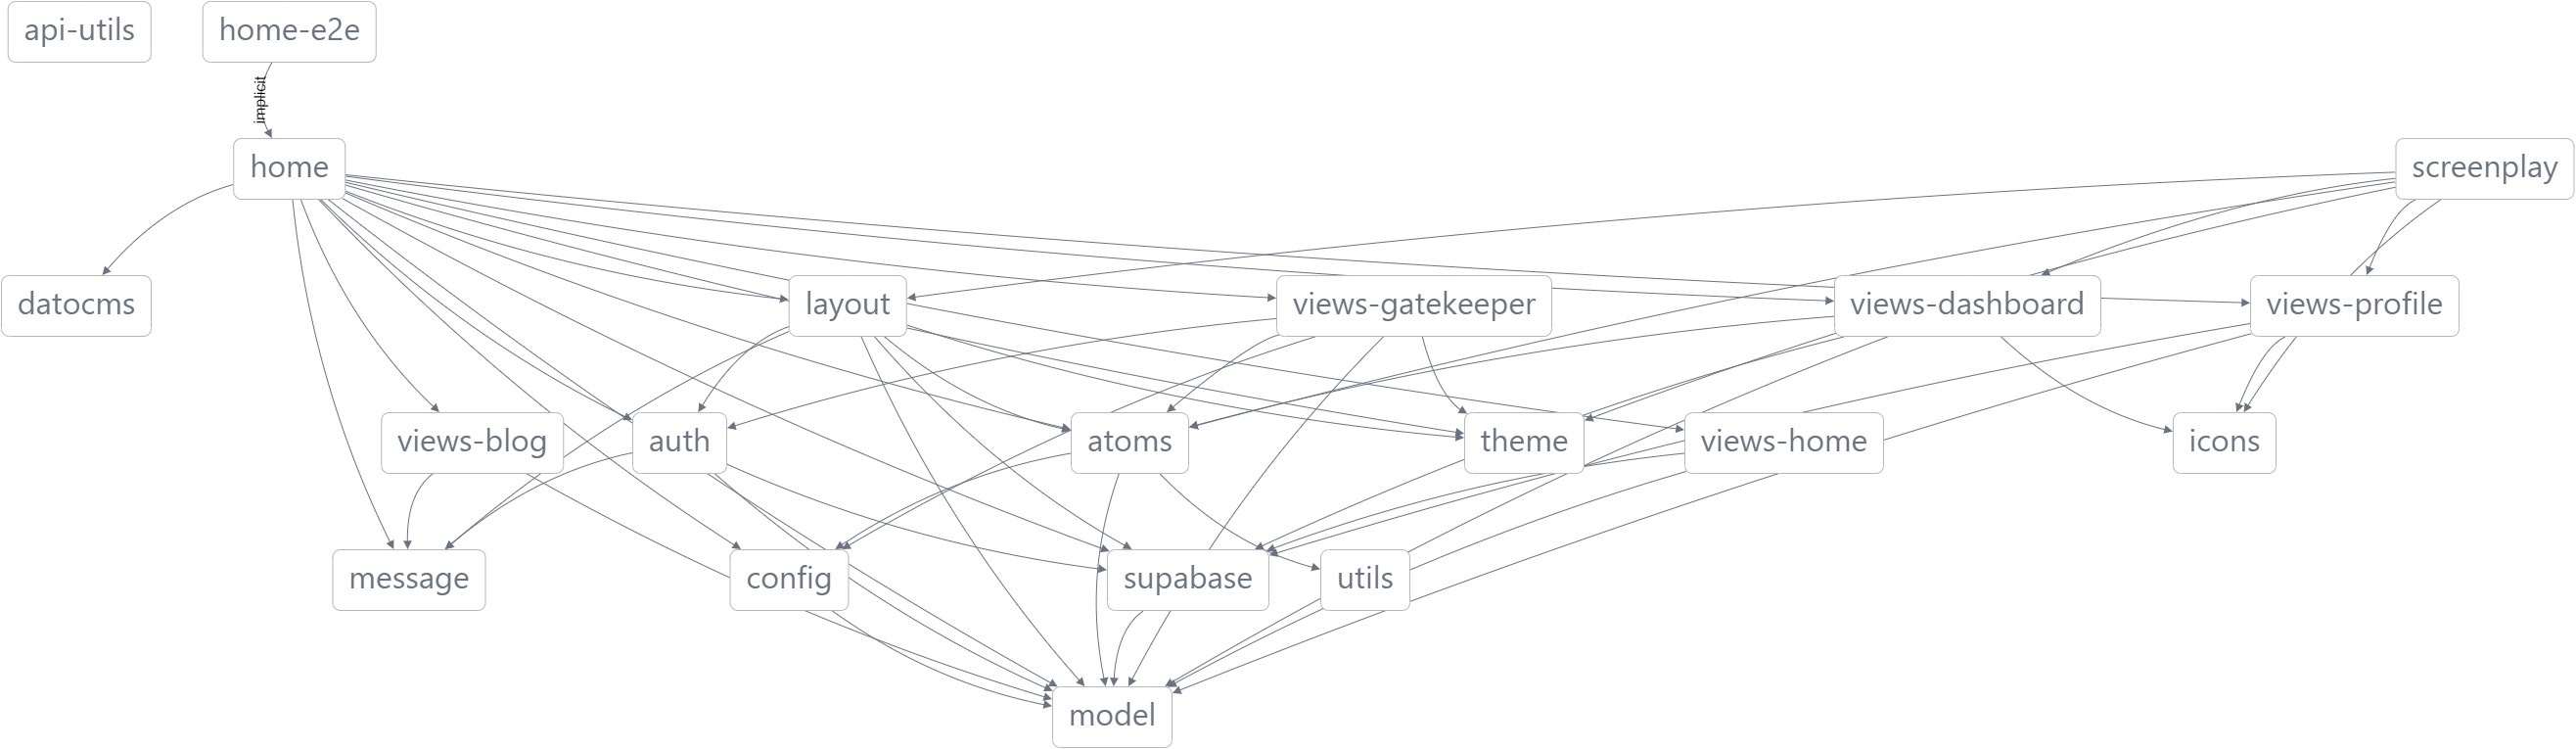 api-utils
home-e2e
implicit
home
screenplay
datocms
layout
views-gatekeeper
views-dashboard
views-profile
views-blog
auth
atoms
theme
views-home
icons
message
config
supabase
utils
model